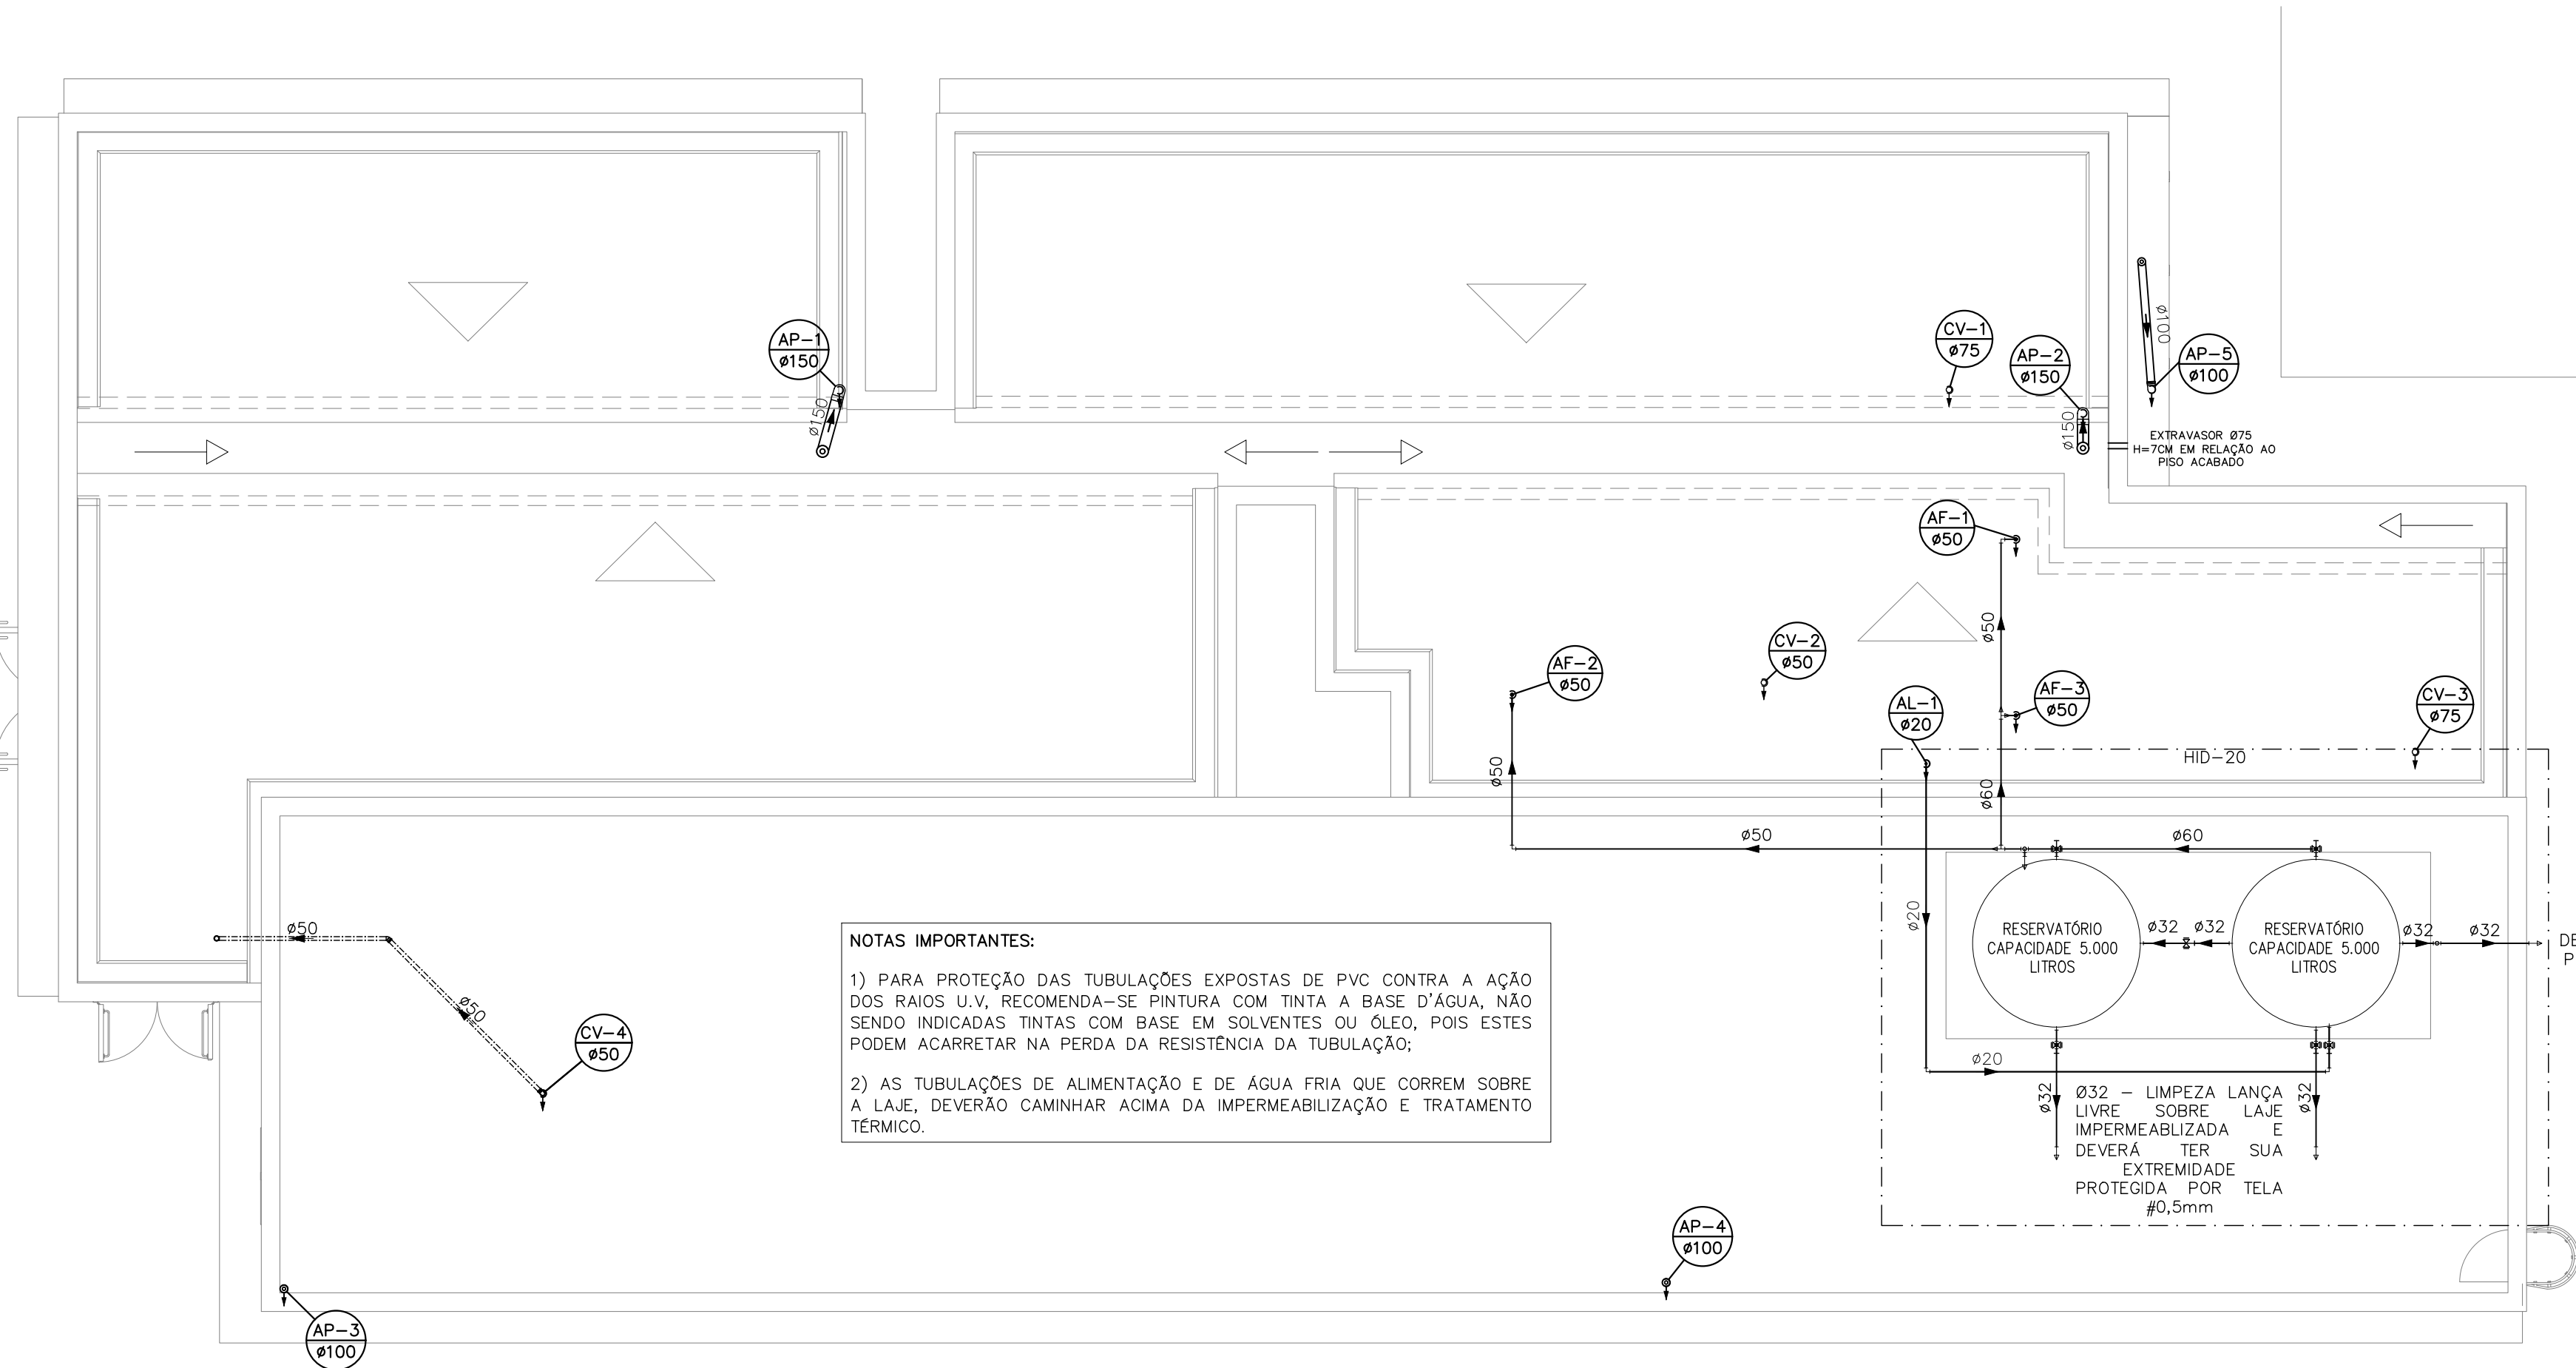 AP-1
ø150
ø150
CV-1
ø75
AP-2
ø150
ø150
ø100
AP-5
ø100
EXTRAVASOR Ø75
H=7CM EM RELAÇÃO AO
PISO ACABADO
AF-1
ø50
ø50
AF-2
ø50
CV-2
ø50
AL-1
ø20
AF-3
ø50
CV-3
ø75
HID-20
ø50
ø60
ø50
ø60
ø20
RESERVATÓRIO
CAPACIDADE 5.000
LITROS
ø32
ø32
RESERVATÓRIO
CAPACIDADE 5.000
LITROS
ø32
ø32
DE
P
ø50
ø50
CV-4
ø50
NOTAS IMPORTANTES:
1) PARA PROTEÇÃO DAS TUBULAÇÕES EXPOSTAS DE PVC CONTRA A AÇÃO
DOS RAIOS U.V, RECOMENDA-SE PINTURA COM TINTA A BASE D'ÁGUA, NÃO
SENDO INDICADAS TINTAS COM BASE EM SOLVENTES OU ÓLEO, POIS ESTES
PODEM ACARRETAR NA PERDA DA RESISTÊNCIA DA TUBULAÇÃO;
2) AS TUBULAÇÕES DE ALIMENTAÇÃO E DE ÁGUA FRIA QUE CORREM SOBRE
A LAJE, DEVERÃO CAMINHAR ACIMA DA IMPERMEABILIZAÇÃO E TRATAMENTO
TÉRMICO.
ø20
ø32
Ø32 - LIMPEZA LANÇA
LIVRE SOBRE LAJE
IMPERMEABLIZADA E
DEVERÁ TER SUA
EXTREMIDADE
PROTEGIDA POR TELA
#0,5mm
ø32
AP-4
ø100
AP-3
ø100